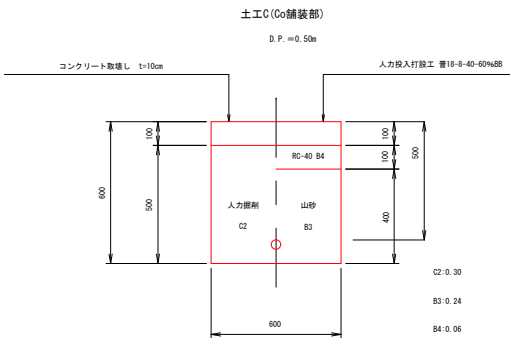 土工C(Co舗装部)
D.P.=0.50m
コンクリート取壊し t=10cm
人力投入打設工 普18-8-40-60%BB
100
100
500
RC-40 B4
100
600
500
人力掘削
山砂
400
C2
B3
C2:0.30
B3:0.24
600
B4:0.06